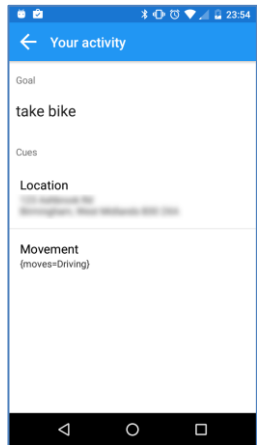 23:54
Your activity
Goal
take bike
Cues
Location
Movement
{moves=Driving}